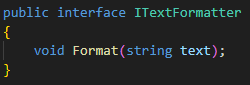 public interface ITextFormatter
{
    void Format(string text);
}